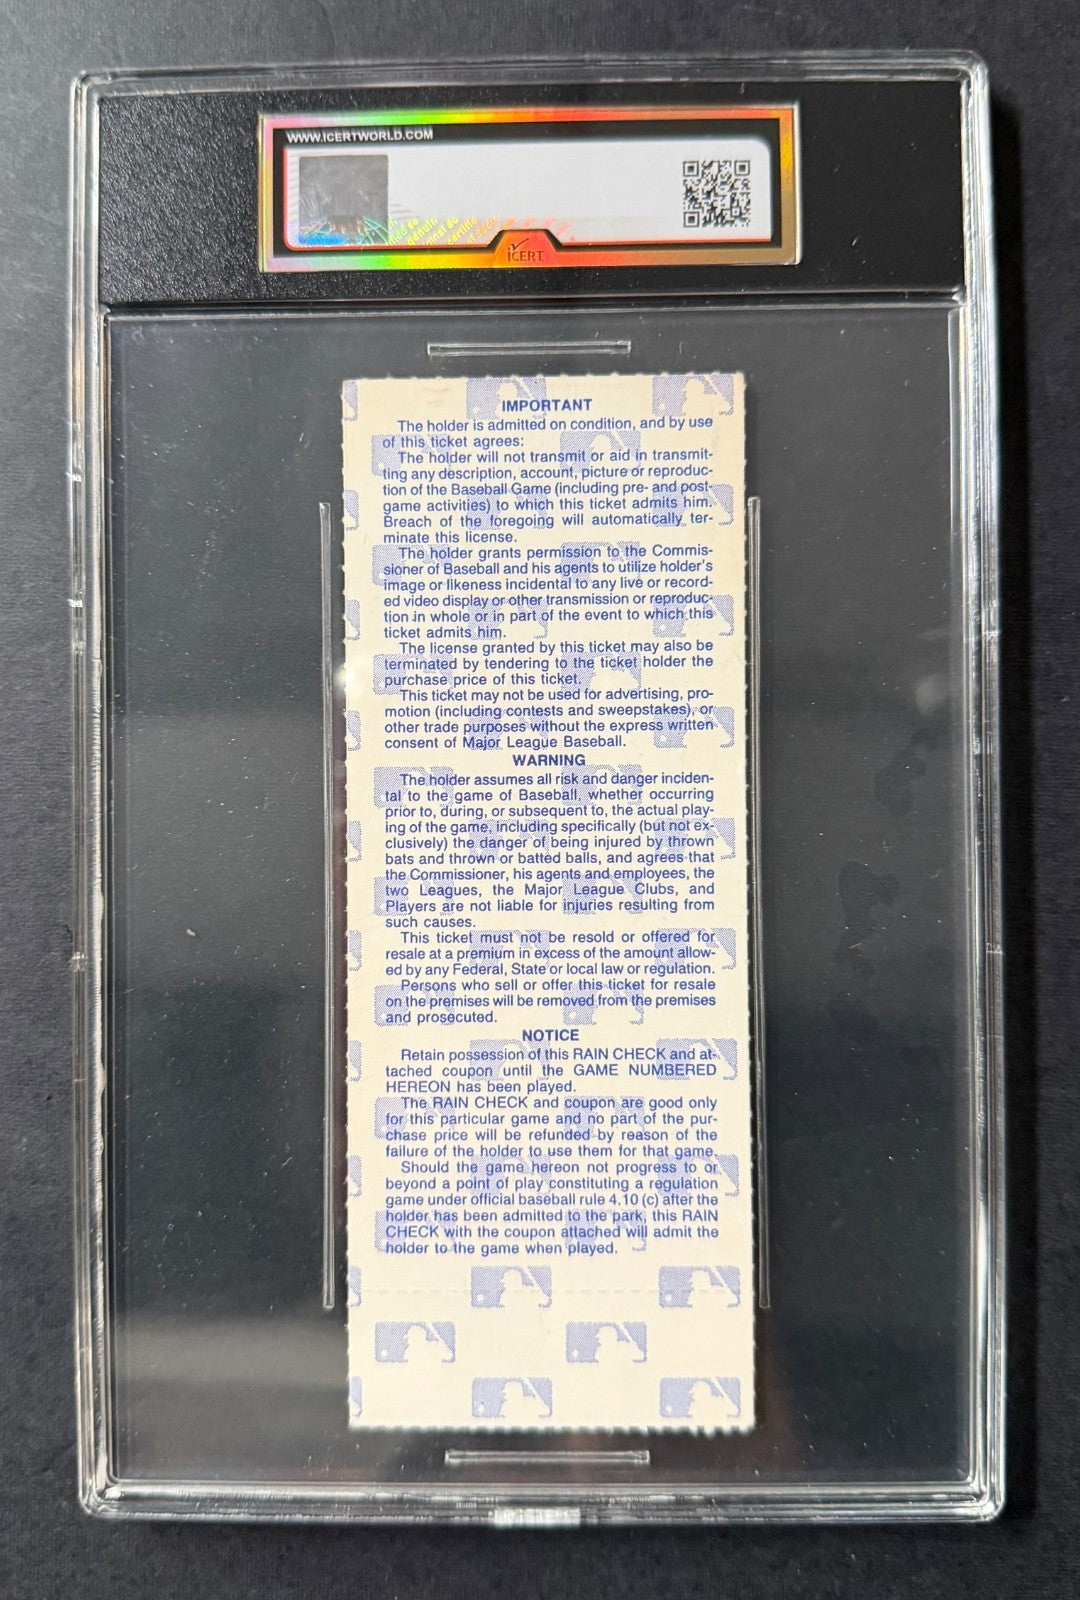 WWW.ICERTWORLD.COM
ICERT
IMPORTANT
The holder is admitted on condition, and by use
of this ticket agrees:
The holder will not transmit or aid in transmit-
ting any description, account, picture or reproduc-
tion of the Baseball Game (including pre- and post-
game activities) to which this ticket admits him.
Breach of the foregoing will automatically ter-
minate this license.
The holder grants permission to the Commis-
sioner of Baseball and his agents to utilize holder's
image or likeness incidental to any live or record-
ed video display or other transmission or reproduc-
tion in whole or in part of the event to which this
ticket admits him.
The license granted by this ticket may also be
terminated by tendering to the ticket holder the
purchase price of this ticket.
This ticket may not be used for advertising, pro-
motion (including contests and sweepstakes), or
other trade purposes without the express written
consent of Major League Baseball.
WARNING
The holder assumes all risk and danger inciden-
tal to the game of Baseball, whether occurring
prior to, during, or subsequent to, the actual play-
ing of the game, including specifically (but not ex-
clusively) the danger of being injured by thrown
bats and thrown or batted balls, and agrees that
the Commissioner, his agents and employees, the
two Leagues, the Major League Clubs, and
Players are not liable for injuries resulting from
such causes.
This ticket must not be resold or offered for
resale at a premium in excess of the amount allow-
ed by any Federal, State or local law or regulation.
Persons who sell or offer this ticket for resale
on the premises will be removed from the premises
and prosecuted.
NOTICE
Retain possession of this RAIN CHECK and at-
tached coupon until the GAME NUMBERED
HEREON has been played.
The RAIN CHECK and coupon are good only
for this particular game and no part of the pur-
chase price will be refunded by reason of the
failure of the holder to use them for that game.
Should the game hereon not progress to or
beyond a point of play constituting a regulation
game under official baseball rule 4.10 (c) after the
holder has been admitted to the park, this RAIN
CHECK with the coupon attached will admit the
holder to the game when played.